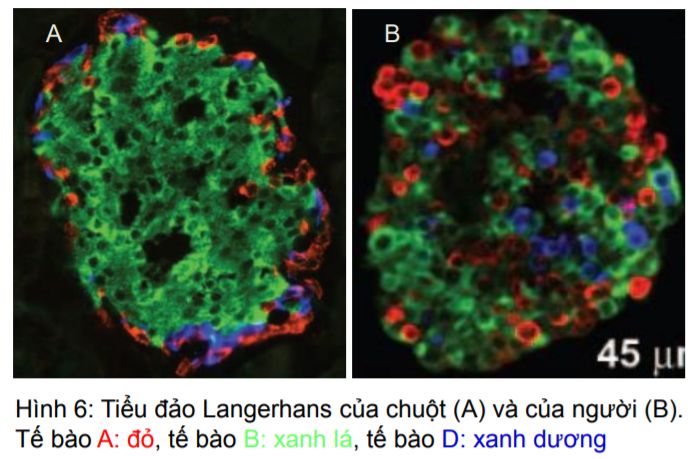 A
B
45 μ
Hình 6: Tiểu đảo Langerhans của chuột (A) và của người (B).
Tế bào A: đỏ, tế bào B: xanh lá, tế bào D: xanh dương